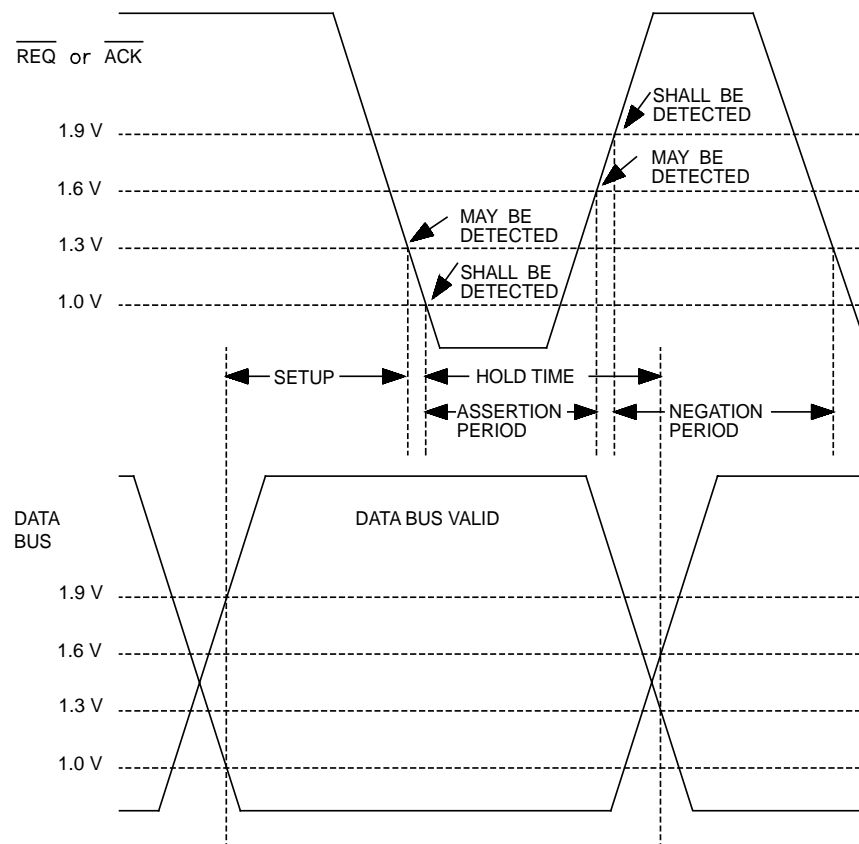 REQ or ACK
SHALL BE
DETECTED
1.9 V
MAY BE
DETECTED
1.6 V
MAY BE
DETECTED
1.3 V
SHALL BE
DETECTED
1.0 V
SETUP
HOLD TIME
ASSERTION
PERIOD
NEGATION
PERIOD
DATA
BUS
DATA BUS VALID
1.9 V
1.6 V
1.3 V
1.0 V